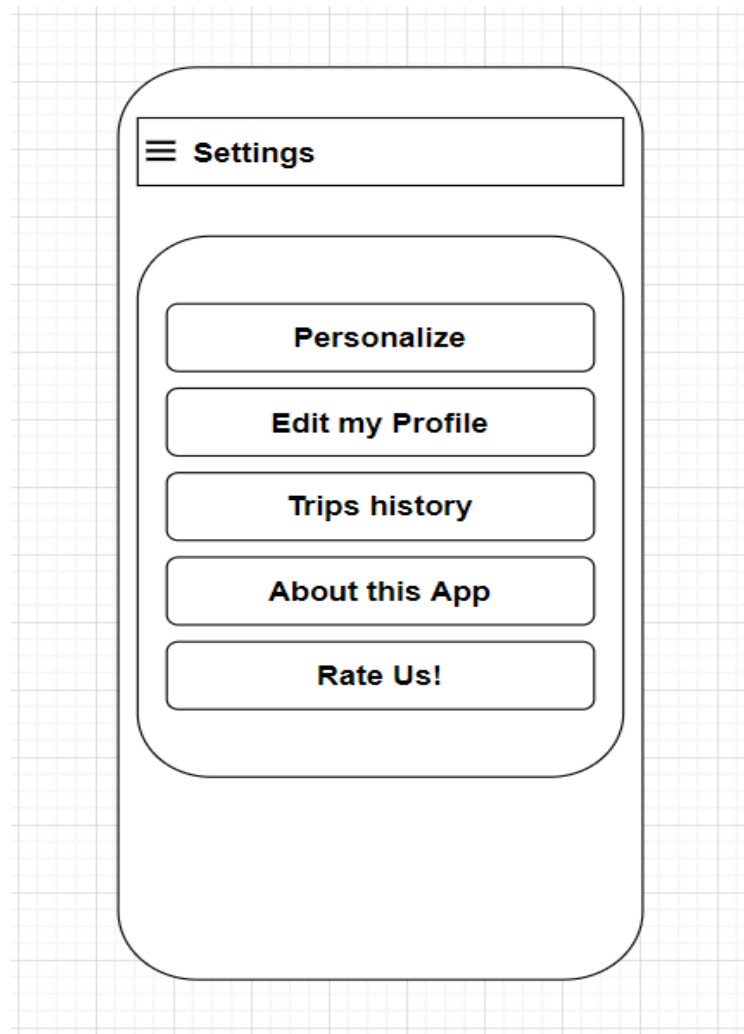 Settings
Personalize
Edit my Profile
Trips history
About this App
Rate Us!